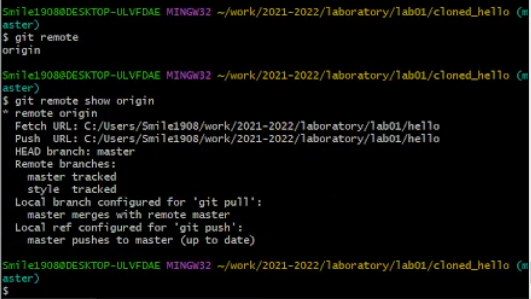 Smile1908@DESKTOP-ULVFDAE MINGW32 ~/work/2021-2022/laboratory/lab01/cloned_hello (m
aster)
$ git remote
origin
Smile1908@DESKTOP-ULVFDAE MINGW32 ~/work/2021-2022/laboratory/lab01/cloned_hello (m
aster)
$ git remote show origin
* remote origin
  Fetch URL: C:/Users/Smile1908/work/2021-2022/laboratory/lab01/hello
  Push  URL: C:/Users/Smile1908/work/2021-2022/laboratory/lab01/hello
  HEAD branch: master
  Remote branches:
    master tracked
    style  tracked
  Local branch configured for 'git pull':
    master merges with remote master
  Local ref configured for 'git push':
    master pushes to master (up to date)
Smile1908@DESKTOP-ULVFDAE MINGW32 ~/work/2021-2022/laboratory/lab01/cloned_hello (m
aster)
$